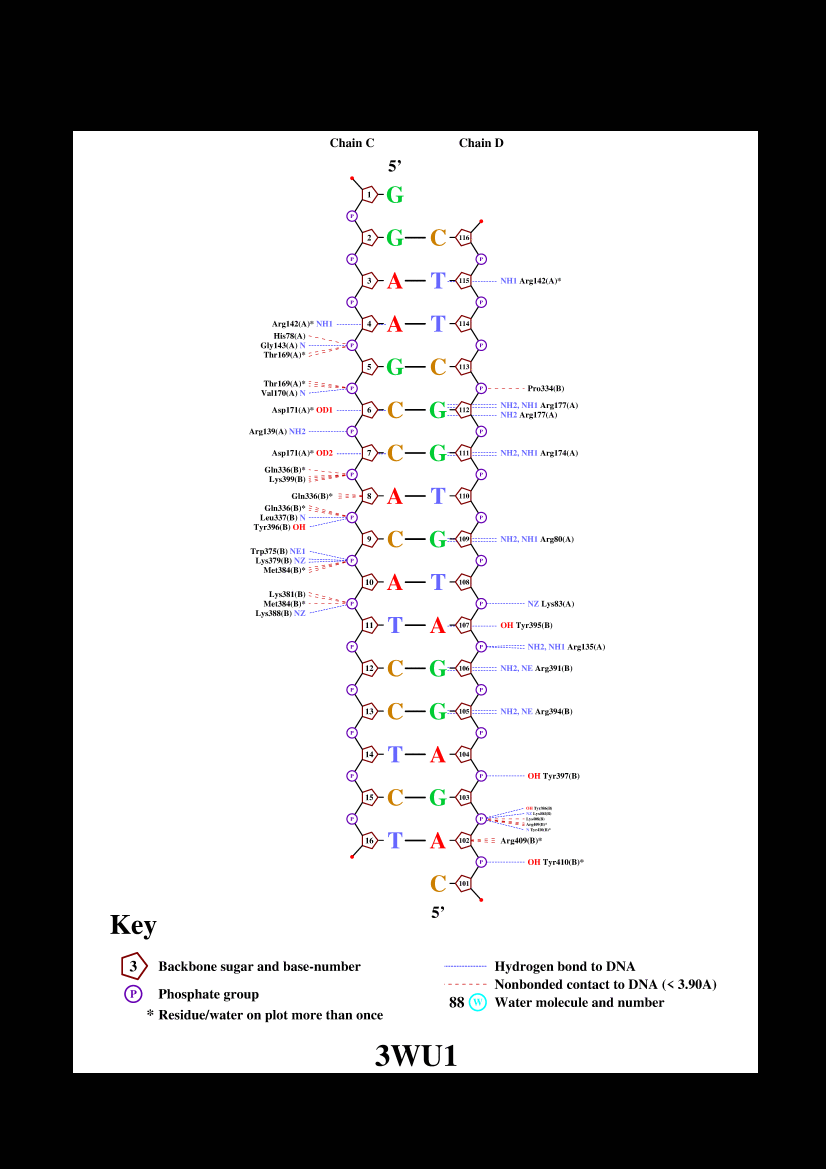 Chain C Chain D
5'
1 G
P
2 G C 116
P P
3 A T 115 NH1 Arg142(A)*
P P
Arg142(A)* NH1 4 A T 114
His78(A)
Gly143(A) N P P
Thr169(A)*
5 G C 113
Thr169(A)* P P Pro334(B)
Val170(A) N
NH2, NH1 Arg177(A)
Asp171(A)* OD1 6 C G 112
NH2 Arg177(A)
Arg139(A) NH2 P P
Asp171(A)* OD2 7 C G 111 NH2, NH1 Arg174(A)
Gln336(B)* P P
Lys399(B)
Gln336(B)* 8 A T 110
Gln336(B)*
Leu337(B) N P P
Tyr396(B) OH
9 C G 109 NH2, NH1 Arg80(A)
Trp375(B) NE1
Lys379(B) NZ P P
Met384(B)*
10 A T 108
Lys381(B)
Met384(B)* P P NZ Lys83(A)
Lys388(B) NZ
11 T A 107 OH Tyr395(B)
P P NH2, NH1 Arg135(A)
12 C G 106 NH2, NE Arg391(B)
P P
13 C G 105 NH2, NE Arg394(B)
P P
14 T A 104
P P OH Tyr397(B)
15 C G 103
P P
Arg409(B)*
16 T A 102 Arg409(B)*
P OH Tyr410(B)*
C 101
5'
Key
3 Backbone sugar and base-number
P Phosphate group
* Residue/water on plot more than once
Hydrogen bond to DNA
Nonbonded contact to DNA (< 3.90A)
88 W Water molecule and number
3WU1